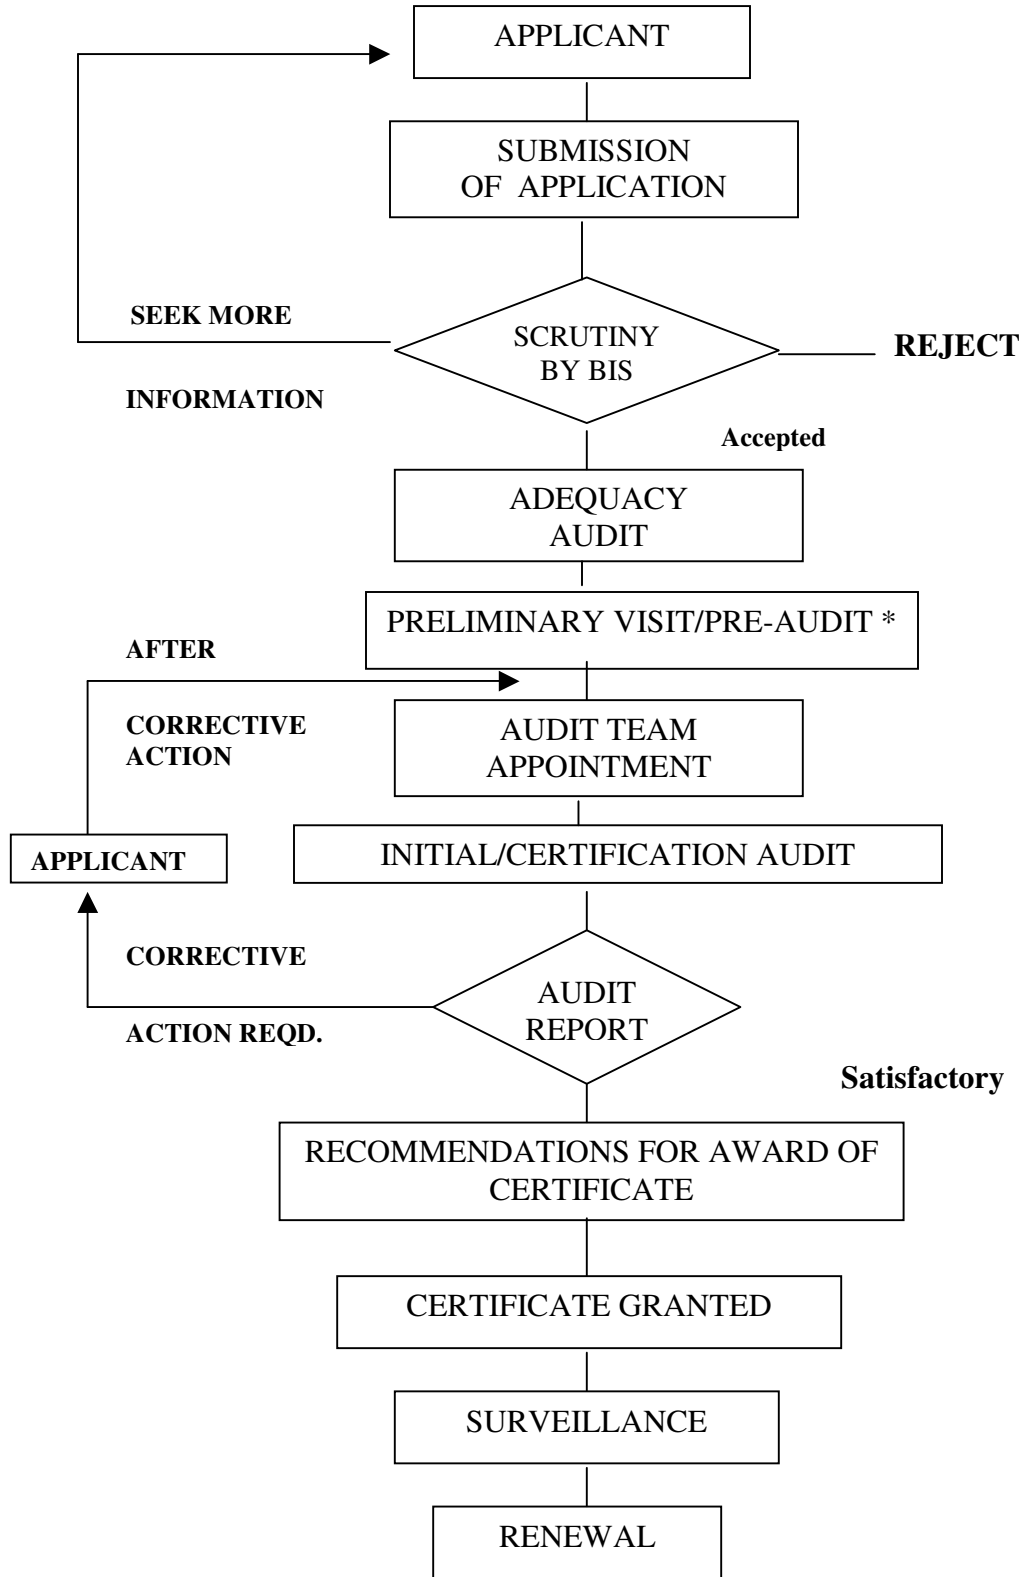 APPLICANT
SUBMISSION
OF APPLICATION
SEEK MORE
INFORMATION
SCRUTINY
BY BIS
REJECT
Accepted
ADEQUACY
AUDIT
PRELIMINARY VISIT/PRE-AUDIT *
AFTER
CORRECTIVE
ACTION
AUDIT TEAM
APPOINTMENT
APPLICANT
INITIAL/CERTIFICATION AUDIT
CORRECTIVE
ACTION REQD.
AUDIT
REPORT
Satisfactory
RECOMMENDATIONS FOR AWARD OF
CERTIFICATE
CERTIFICATE GRANTED
SURVEILLANCE
RENEWAL